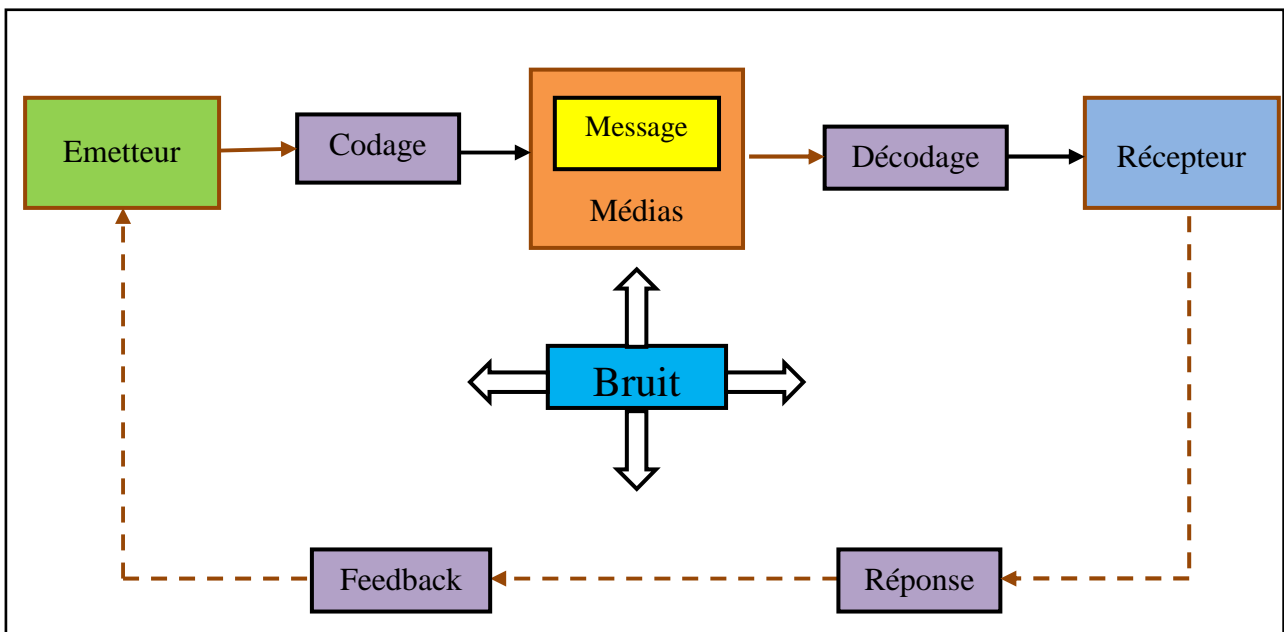 Emetteur
Codage
Message
Médias
Décodage
Récepteur
Bruit
Feedback
Réponse